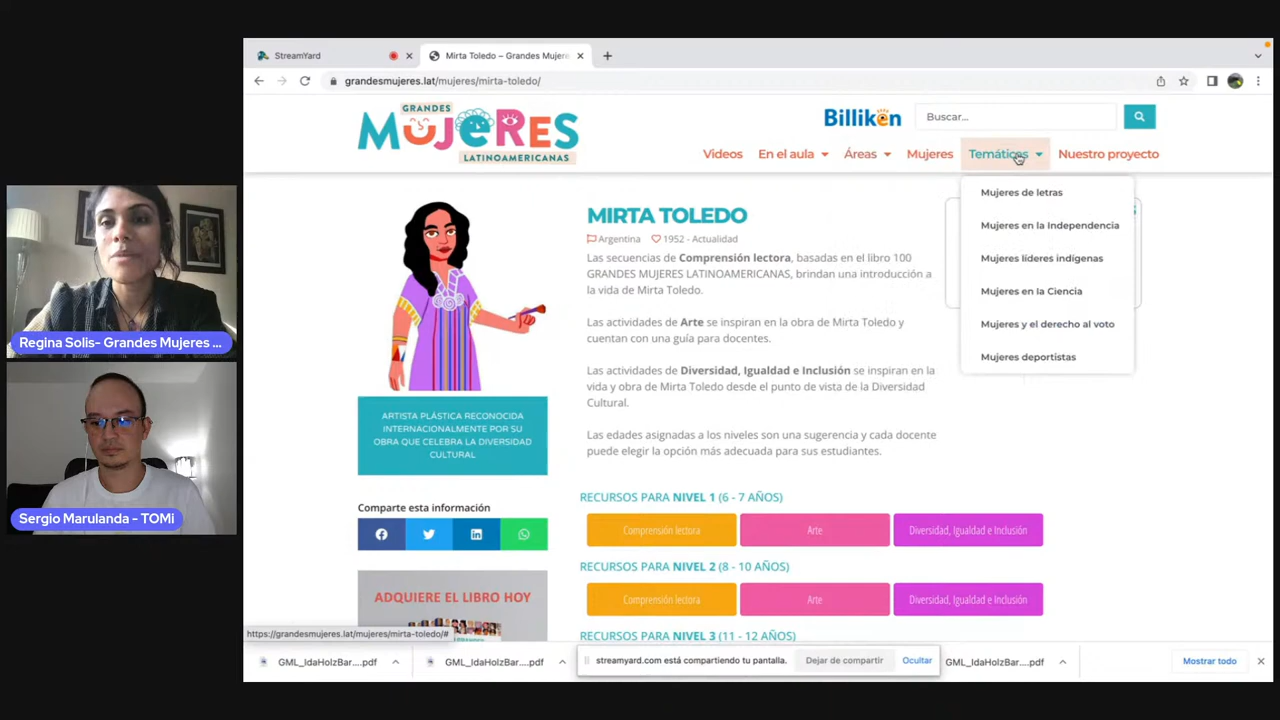 StreamYard
Mirta Toledo – Grandes Mujere
grandesmujeres.lat/mujeres/mirta-toledo/
GRANDES
MUJERES
LATINOAMERICANAS
Billiken
Buscar...
Videos
En el aula
Áreas
Mujeres
Temáticas
Nuestro proyecto
Mujeres de letras
Mujeres en la Independencia
Mujeres líderes indígenas
Mujeres en la Ciencia
Mujeres y el derecho al voto
Mujeres deportistas
MIRTA TOLEDO
Argentina
1952 - Actualidad
Las secuencias de Comprensión lectora, basadas en el libro 100
GRANDES MUJERES LATINOAMERICANAS, brindan una introducción a
la vida de Mirta Toledo.
Las actividades de Arte se inspiran en la obra de Mirta Toledo y
cuentan con una guía para docentes.
Las actividades de Diversidad, Igualdad e Inclusión se inspiran en la
vida y obra de Mirta Toledo desde el punto de vista de la Diversidad
Cultural.
Las edades asignadas a los niveles son una sugerencia y cada docente
puede elegir la opción más adecuada para sus estudiantes.
ARTISTA PLÁSTICA RECONOCIDA
INTERNACIONALMENTE POR SU
OBRA QUE CELEBRA LA DIVERSIDAD
CULTURAL
Comparte esta información
ADQUIERE EL LIBRO HOY
RECURSOS PARA NIVEL 1 (6 - 7 AÑOS)
Comprensión lectora
Arte
Diversidad, Igualdad e Inclusión
RECURSOS PARA NIVEL 2 (8 - 10 AÑOS)
Comprensión lectora
Arte
Diversidad, Igualdad e Inclusión
RECURSOS PARA NIVEL 3 (11 - 12 AÑOS)
https://grandesmujeres.lat/mujeres/mirta-toledo/#
GML_IdaHolzBar....pdf
GML_IdaHolzBar....pdf
streamyard.com está compartiendo tu pantalla.
Dejar de compartir
Ocultar
GML_IdaHolzBar....pdf
Mostrar todo
Regina Solis- Grandes Mujeres ...
Sergio Marulanda - TOMi